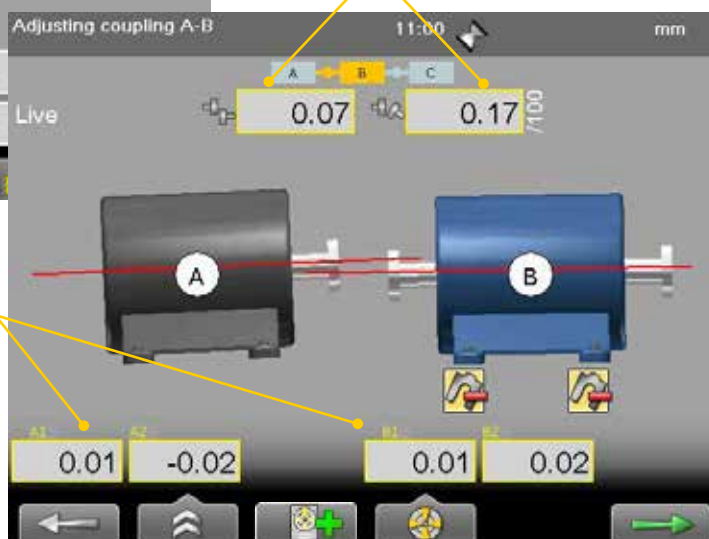 Adjusting coupling A-B 11:00 mm
A B C
Live 0.07 0.17 /100
A B
A1 A2 B1 B2
0.01 -0.02 0.01 0.02